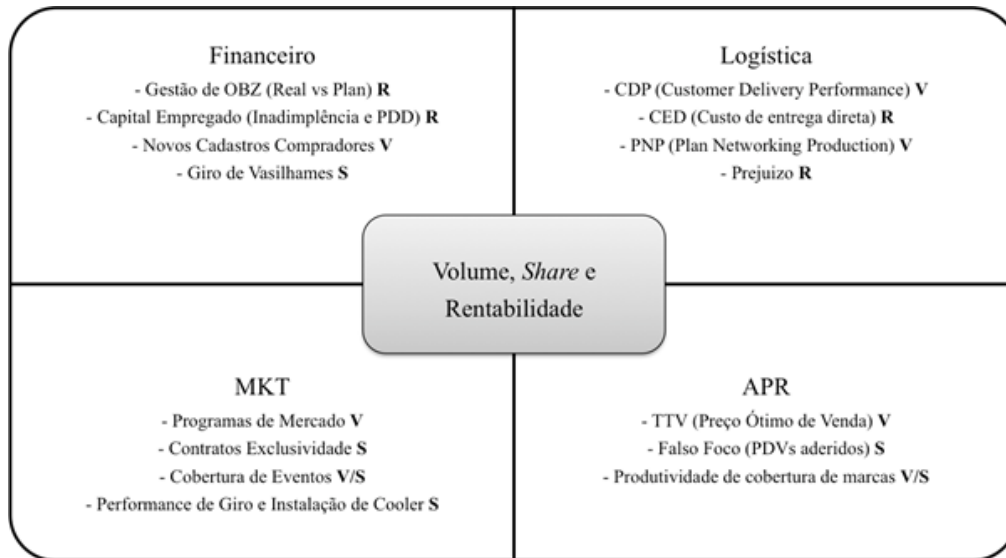 Financeiro
- Gestão de OBZ (Real vs Plan) R
- Capital Empregado (Inadimplência e PDD) R
- Novos Cadastros Compradores V
- Giro de Vasilhames S
Logística
- CDP (Customer Delivery Performance) V
- CED (Custo de entrega direta) R
- PNP (Plan Networking Production) V
- Prejuizo R
Volume, Share e
Rentabilidade
MKT
- Programas de Mercado V
- Contratos Exclusividade S
- Cobertura de Eventos V/S
- Performance de Giro e Instalação de Cooler S
APR
- TTV (Preço Ótimo de Venda) V
- Falso Foco (PDVs aderidos) S
- Produtividade de cobertura de marcas V/S